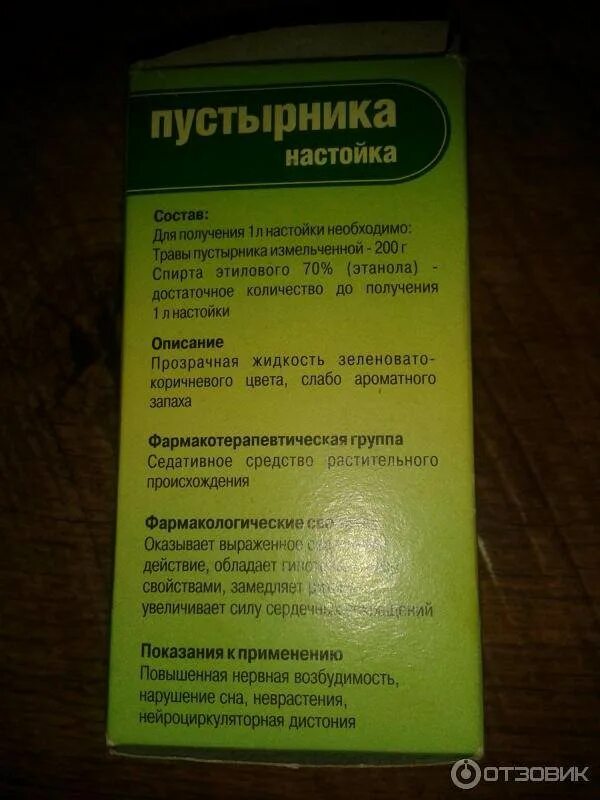 пустырника
настойка
Состав:
Для получения 1л настойки необходимо:
Травы пустырника измельченной - 200 г
Спирта этилового 70% (этанола) -
достаточное количество до получения
1 л настойки
Описание
Прозрачная жидкость зеленовато-
коричневого цвета, слабо ароматного
запаха
Фармакотерапевтическая группа
Седативное средство растительного
происхождения
Фармакологические
Оказывает выраженное
действие, обладает
свойствами, замедляет
увеличивает силу сердечных сокращений
Показания к применению
Повышенная нервная возбудимость,
нарушение сна, неврастения,
нейроциркуляторная дистония
ОТЗОВИК